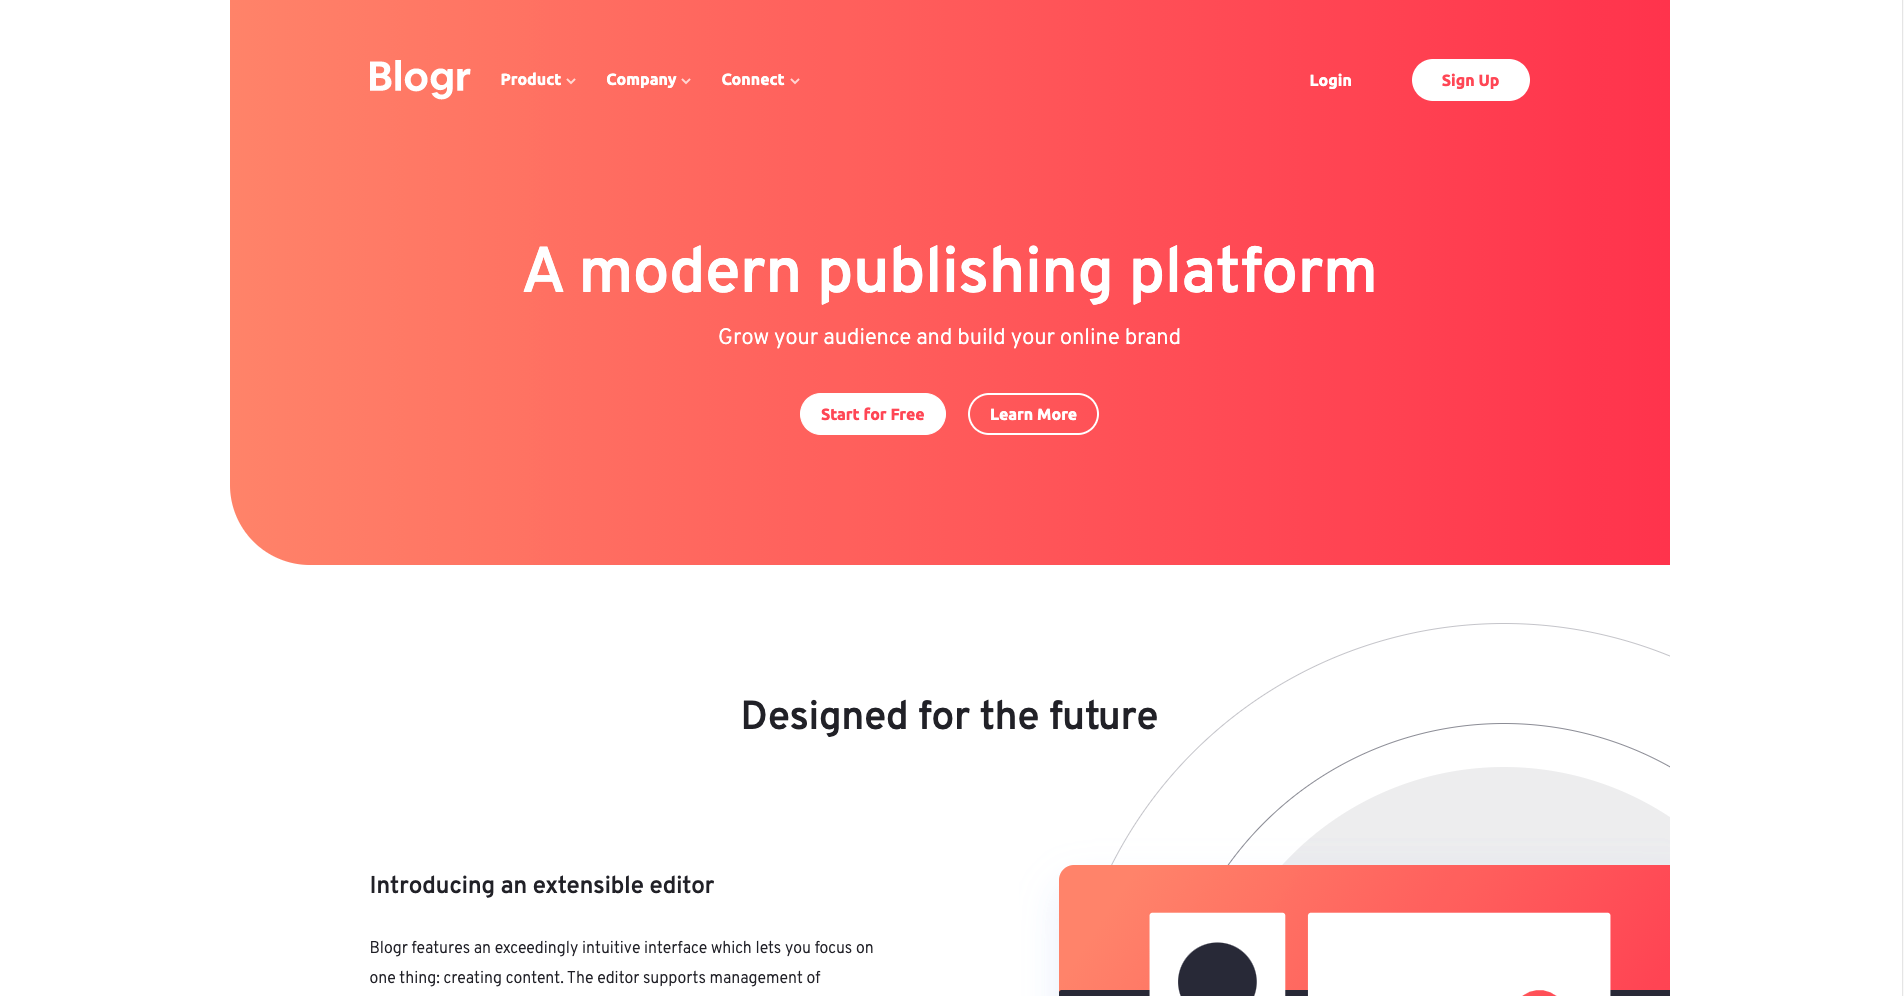 Blogr Product Company Connect Login Sign Up
A modern publishing platform
Grow your audience and build your online brand
Start for Free Learn More
Designed for the future
Introducing an extensible editor
Blogr features an exceedingly intuitive interface which lets you focus on
one thing: creating content. The editor supports management of